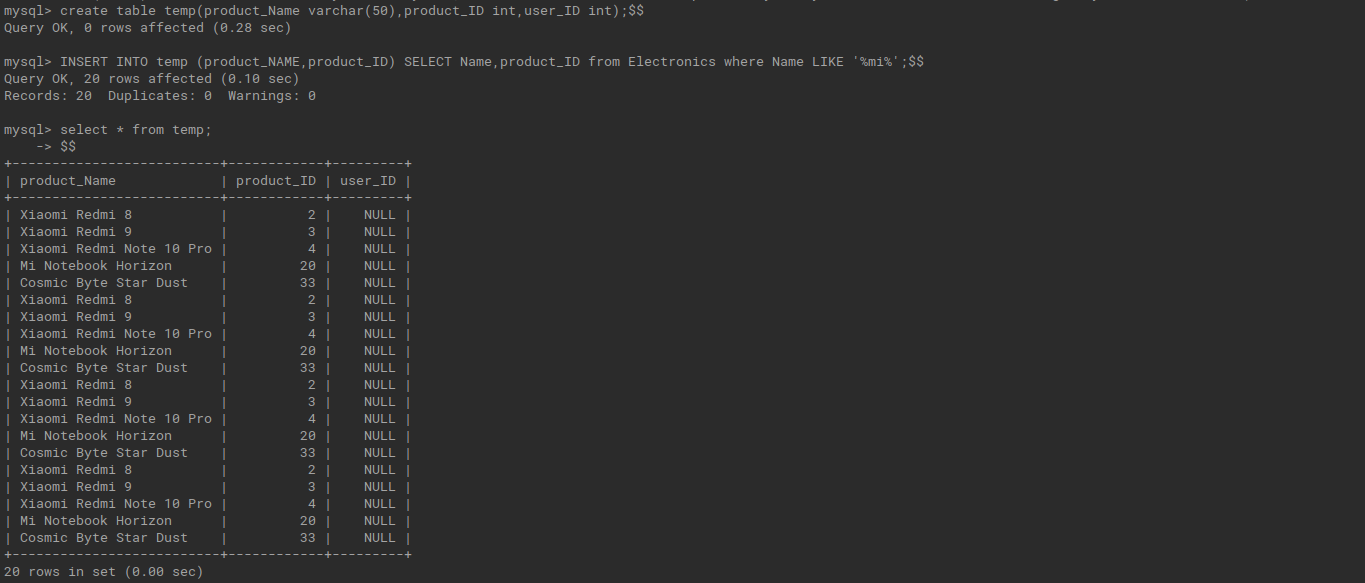 mysql> create table temp(product_Name varchar(50),product_ID int,user_ID int);$$
Query OK, 0 rows affected (0.28 sec)

mysql> INSERT INTO temp (product_NAME,product_ID) SELECT Name,product_ID from Electronics where Name LIKE '%mi%';$$
Query OK, 20 rows affected (0.10 sec)
Records: 20  Duplicates: 0  Warnings: 0

mysql> select * from temp;
    -> $$
+--------------------------+------------+---------+
| product_Name             | product_ID | user_ID |
+--------------------------+------------+---------+
| Xiaomi Redmi 8           |          2 |    NULL |
| Xiaomi Redmi 9           |          3 |    NULL |
| Xiaomi Redmi Note 10 Pro |          4 |    NULL |
| Mi Notebook Horizon      |         20 |    NULL |
| Cosmic Byte Star Dust    |         33 |    NULL |
| Xiaomi Redmi 8           |          2 |    NULL |
| Xiaomi Redmi 9           |          3 |    NULL |
| Xiaomi Redmi Note 10 Pro |          4 |    NULL |
| Mi Notebook Horizon      |         20 |    NULL |
| Cosmic Byte Star Dust    |         33 |    NULL |
| Xiaomi Redmi 8           |          2 |    NULL |
| Xiaomi Redmi 9           |          3 |    NULL |
| Xiaomi Redmi Note 10 Pro |          4 |    NULL |
| Mi Notebook Horizon      |         20 |    NULL |
| Cosmic Byte Star Dust    |         33 |    NULL |
| Xiaomi Redmi 8           |          2 |    NULL |
| Xiaomi Redmi 9           |          3 |    NULL |
| Xiaomi Redmi Note 10 Pro |          4 |    NULL |
| Mi Notebook Horizon      |         20 |    NULL |
| Cosmic Byte Star Dust    |         33 |    NULL |
+--------------------------+------------+---------+
20 rows in set (0.00 sec)